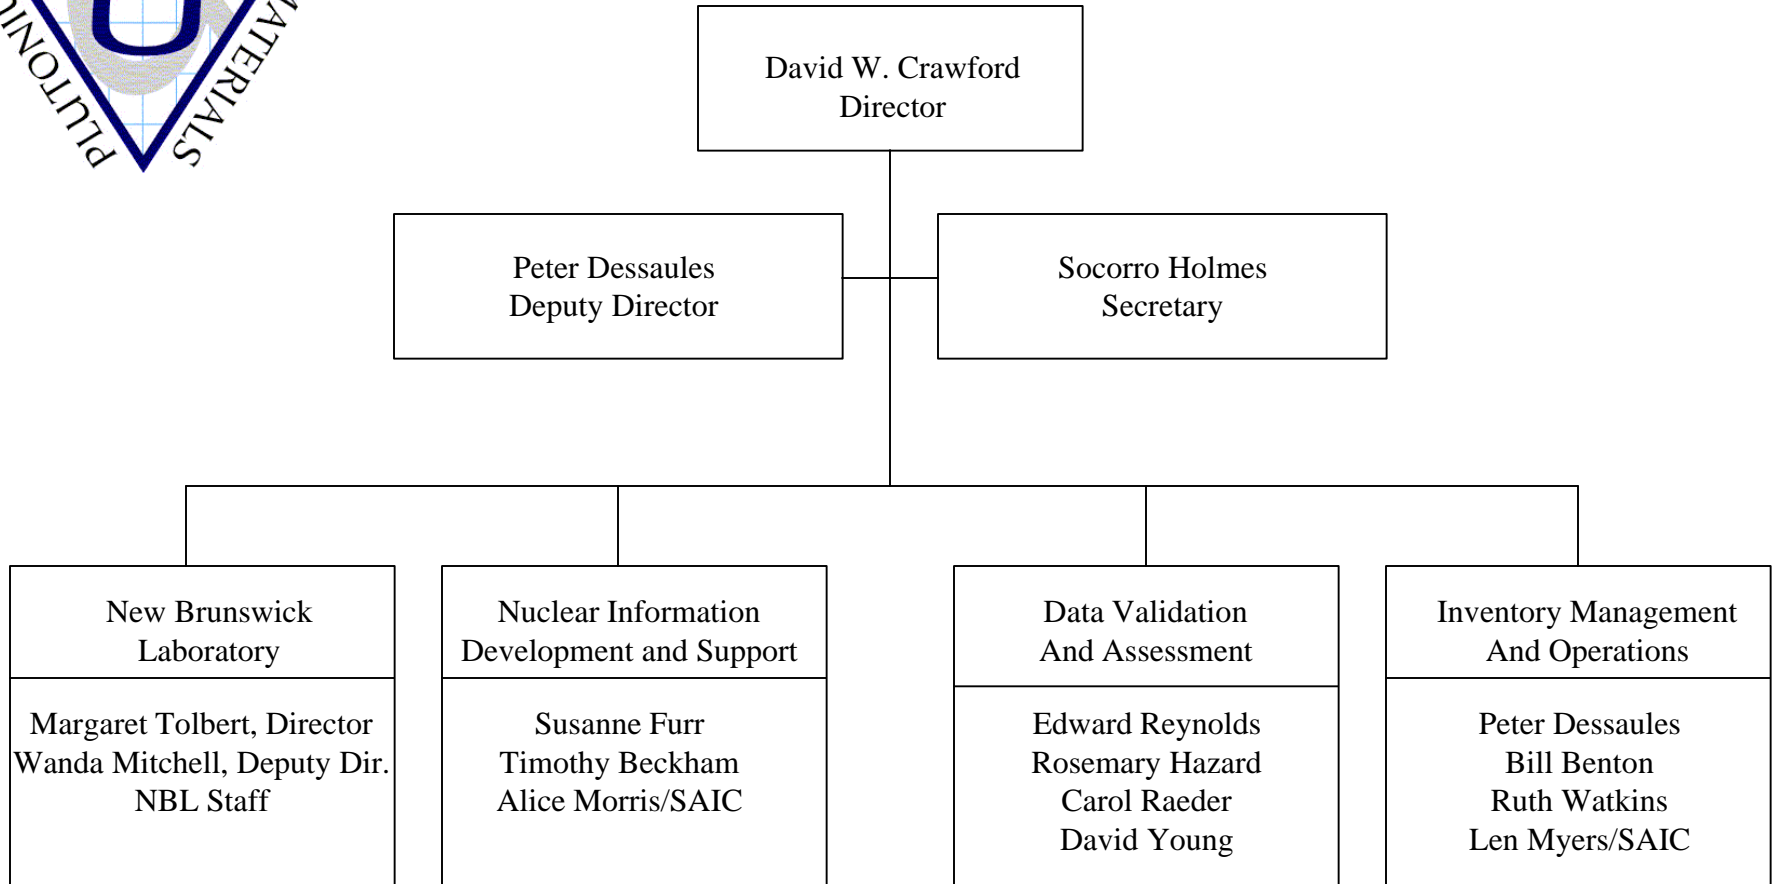 MATERIALS
David W. Crawford
Director
Peter Dessaules
Deputy Director
Socorro Holmes
Secretary
New Brunswick
Laboratory
Margaret Tolbert, Director
Wanda Mitchell, Deputy Dir.
NBL Staff
Nuclear Information
Development and Support
Susanne Furr
Timothy Beckham
Alice Morris/SAIC
Data Validation
And Assessment
Edward Reynolds
Rosemary Hazard
Carol Raeder
David Young
Inventory Management
And Operations
Peter Dessaules
Bill Benton
Ruth Watkins
Len Myers/SAIC